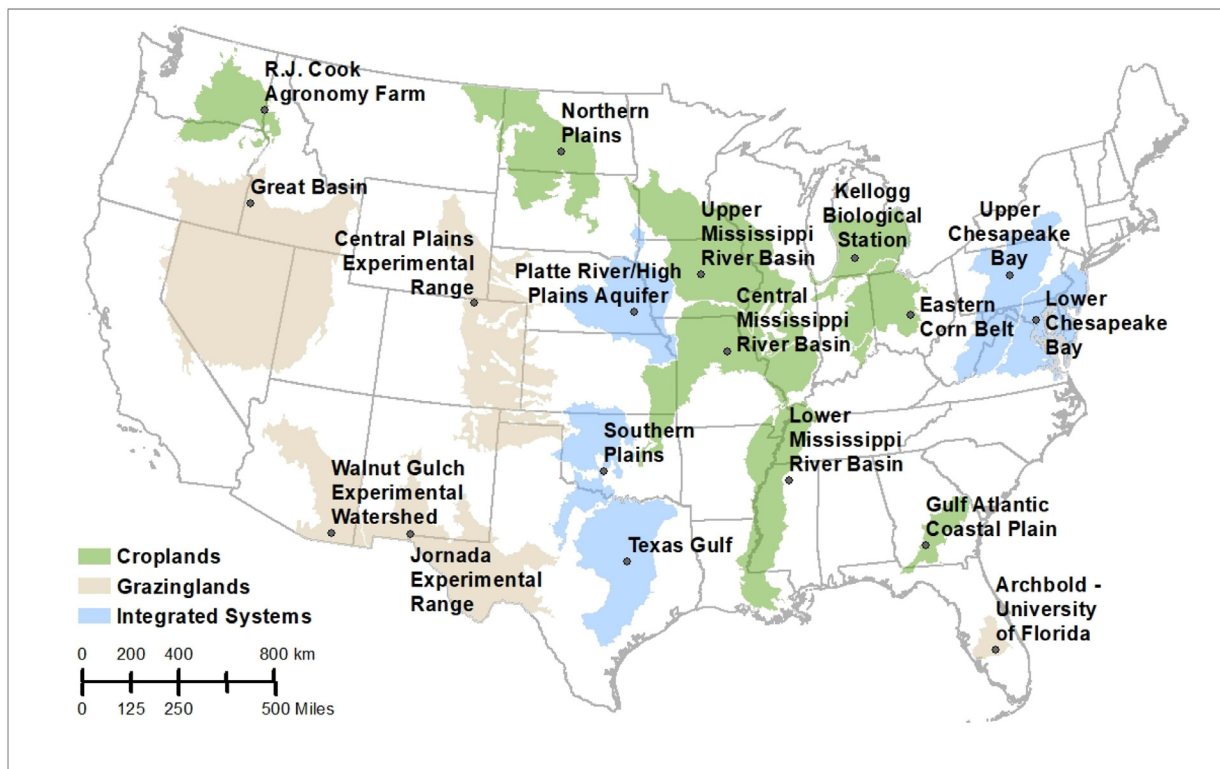 R.J. Cook
Agronomy Farm
Northern
Plains
Great Basin
Central Plains
Experimental
Range
Upper
Mississippi
River Basin
Kellogg
Biological
Station
Upper
Chesapeake
Bay
Platte River/High
Plains Aquifer
Central
Mississippi
River Basin
Eastern
Corn Belt
Lower
Chesapeake
Bay
Southern
Plains
Lower
Mississippi
River Basin
Walnut Gulch
Experimental
Watershed
Gulf Atlantic
Coastal Plain
Jornada
Experimental
Range
Texas Gulf
Archbold -
University
of Florida
Croplands
Grazinglands
Integrated Systems
0 200 400 800 km
0 125 250 500 Miles